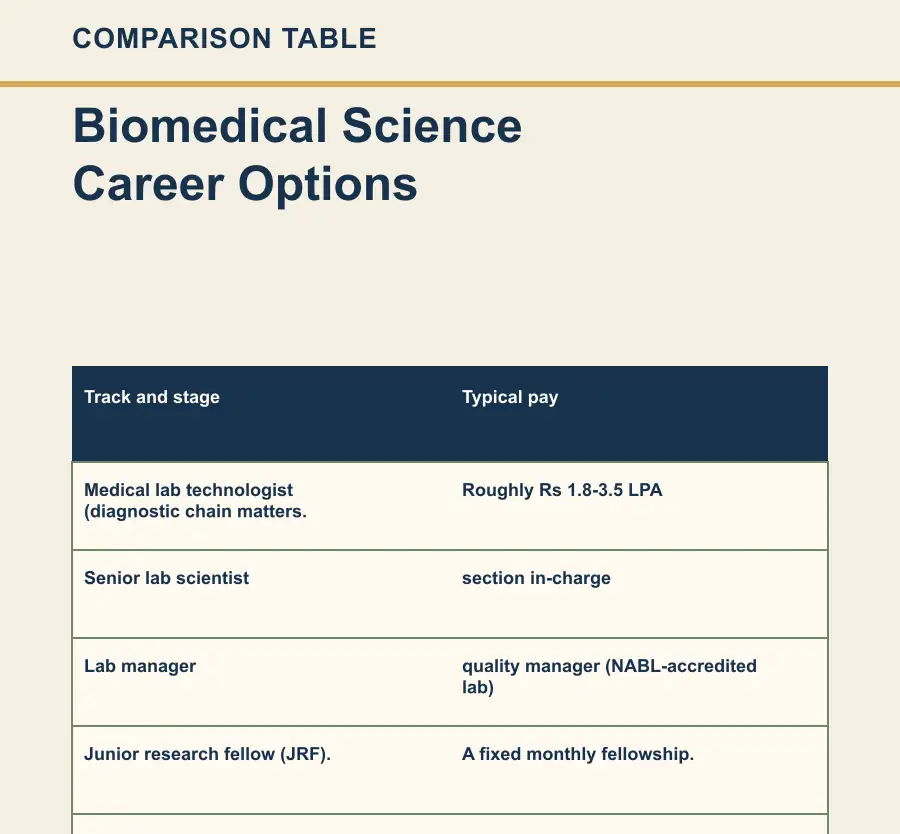 COMPARISON TABLE
Biomedical Science
Career Options
Track and stage
Typical pay
Medical lab technologist
(diagnostic chain matters.
Roughly Rs 1.8-3.5 LPA
Senior lab scientist
section in-charge
Lab manager
quality manager (NABL-accredited
lab)
Junior research fellow (JRF).
A fixed monthly fellowship.